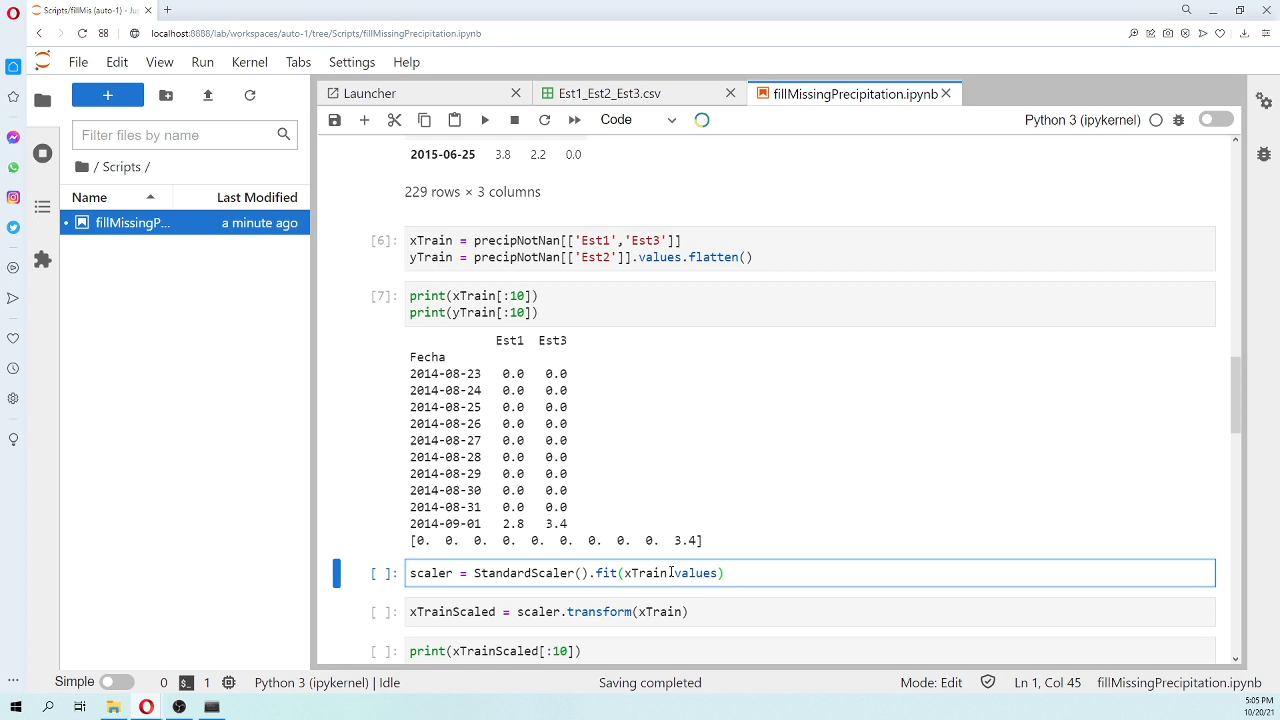 Scripts/fillMis (auto-1) - Ju
localhost:8888/lab/workspaces/auto-1/tree/Scripts/fillMissingPrecipitation.ipynb
File Edit View Run Kernel Tabs Settings Help
Launcher Est1_Est2_Est3.csv fillMissingPrecipitation.ipynb
Code Python 3 (ipykernel)
Filter files by name
/ Scripts /
Name Last Modified
fillMissingP... a minute ago
2015-06-25 3.8 2.2 0.0
229 rows × 3 columns
[6]: xTrain = precipNotNan[['Est1','Est3']]
yTrain = precipNotNan[['Est2']].values.flatten()
[7]: print(xTrain[:10])
print(yTrain[:10])
Est1 Est3
Fecha
2014-08-23 0.0 0.0
2014-08-24 0.0 0.0
2014-08-25 0.0 0.0
2014-08-26 0.0 0.0
2014-08-27 0.0 0.0
2014-08-28 0.0 0.0
2014-08-29 0.0 0.0
2014-08-30 0.0 0.0
2014-08-31 0.0 0.0
2014-09-01 2.8 3.4
[0. 0. 0. 0. 0. 0. 0. 0. 0. 3.4]
[ ]: scaler = StandardScaler().fit(xTrain.values)
[ ]: xTrainScaled = scaler.transform(xTrain)
[ ]: print(xTrainScaled[:10])
Simple 0 1 Python 3 (ipykernel) | Idle Saving completed Mode: Edit Ln 1, Col 45 fillMissingPrecipitation.ipynb
5:05 PM
10/20/21